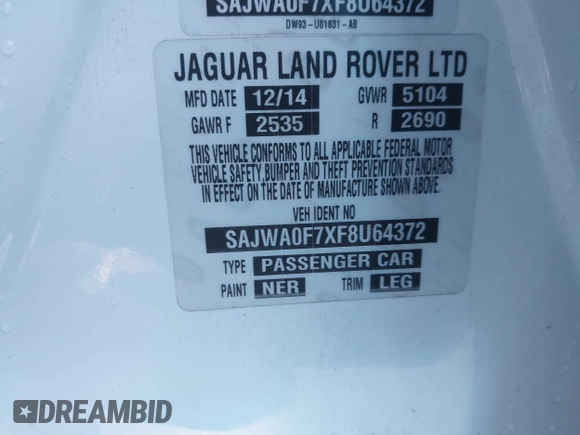 SAJWA0F7XF8U64372
DW93-U01631-AB
JAGUAR LAND ROVER LTD
MFD DATE 12/14 GVWR 5104
GAWR F 2535 R 2690
THIS VEHICLE CONFORMS TO ALL APPLICABLE FEDERAL MOTOR
VEHICLE SAFETY, BUMPER AND THEFT PREVENTION STANDARDS
IN EFFECT ON THE DATE OF MANUFACTURE SHOWN ABOVE.
VEH IDENT NO
SAJWA0F7XF8U64372
TYPE PASSENGER CAR
PAINT NER TRIM LEG
DREAMBID